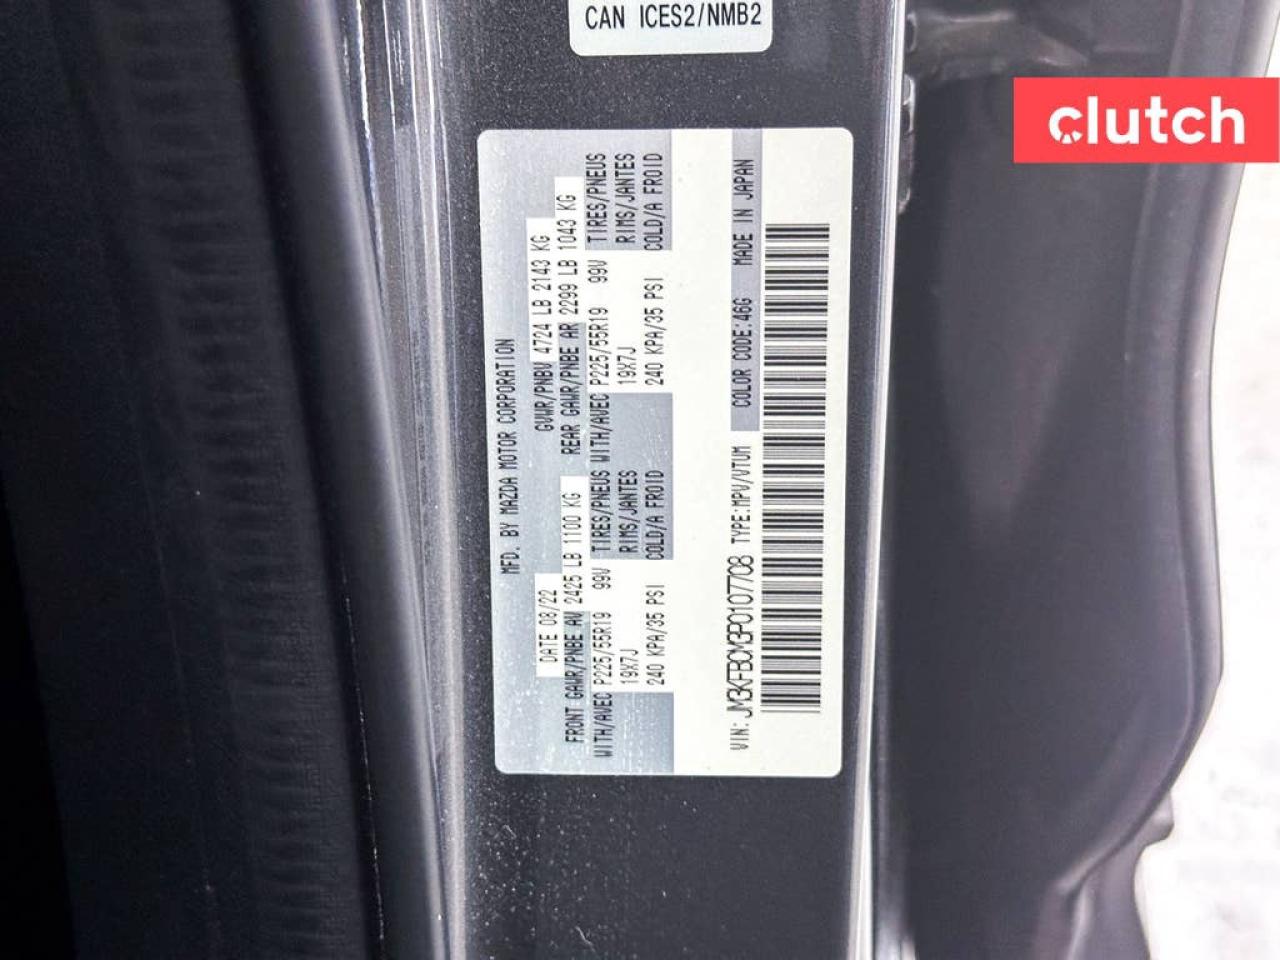 CAN ICES2/NMB2
clutch
MFD. BY MAZDA MOTOR CORPORATION
DATE 08/22 GVWR/PNBV 4724 LB 2143 KG
FRONT GAWR/PNBE AV 2425 LB 1100 KG REAR GAWR/PNBE AR 2299 LB 1043 KG
WITH/AVEC P225/55R19 99V TIRES/PNEUS WITH/AVEC P225/55R19 99V TIRES/PNEUS
19X7J RIMS/JANTES 19X7J RIMS/JANTES
240 KPA/35 PSI COLD/A FROID 240 KPA/35 PSI COLD/A FROID
VIN: JM3KFBCM3P0107708 TYPE:MPV/VTUM COLOR CODE:46G MADE IN JAPAN